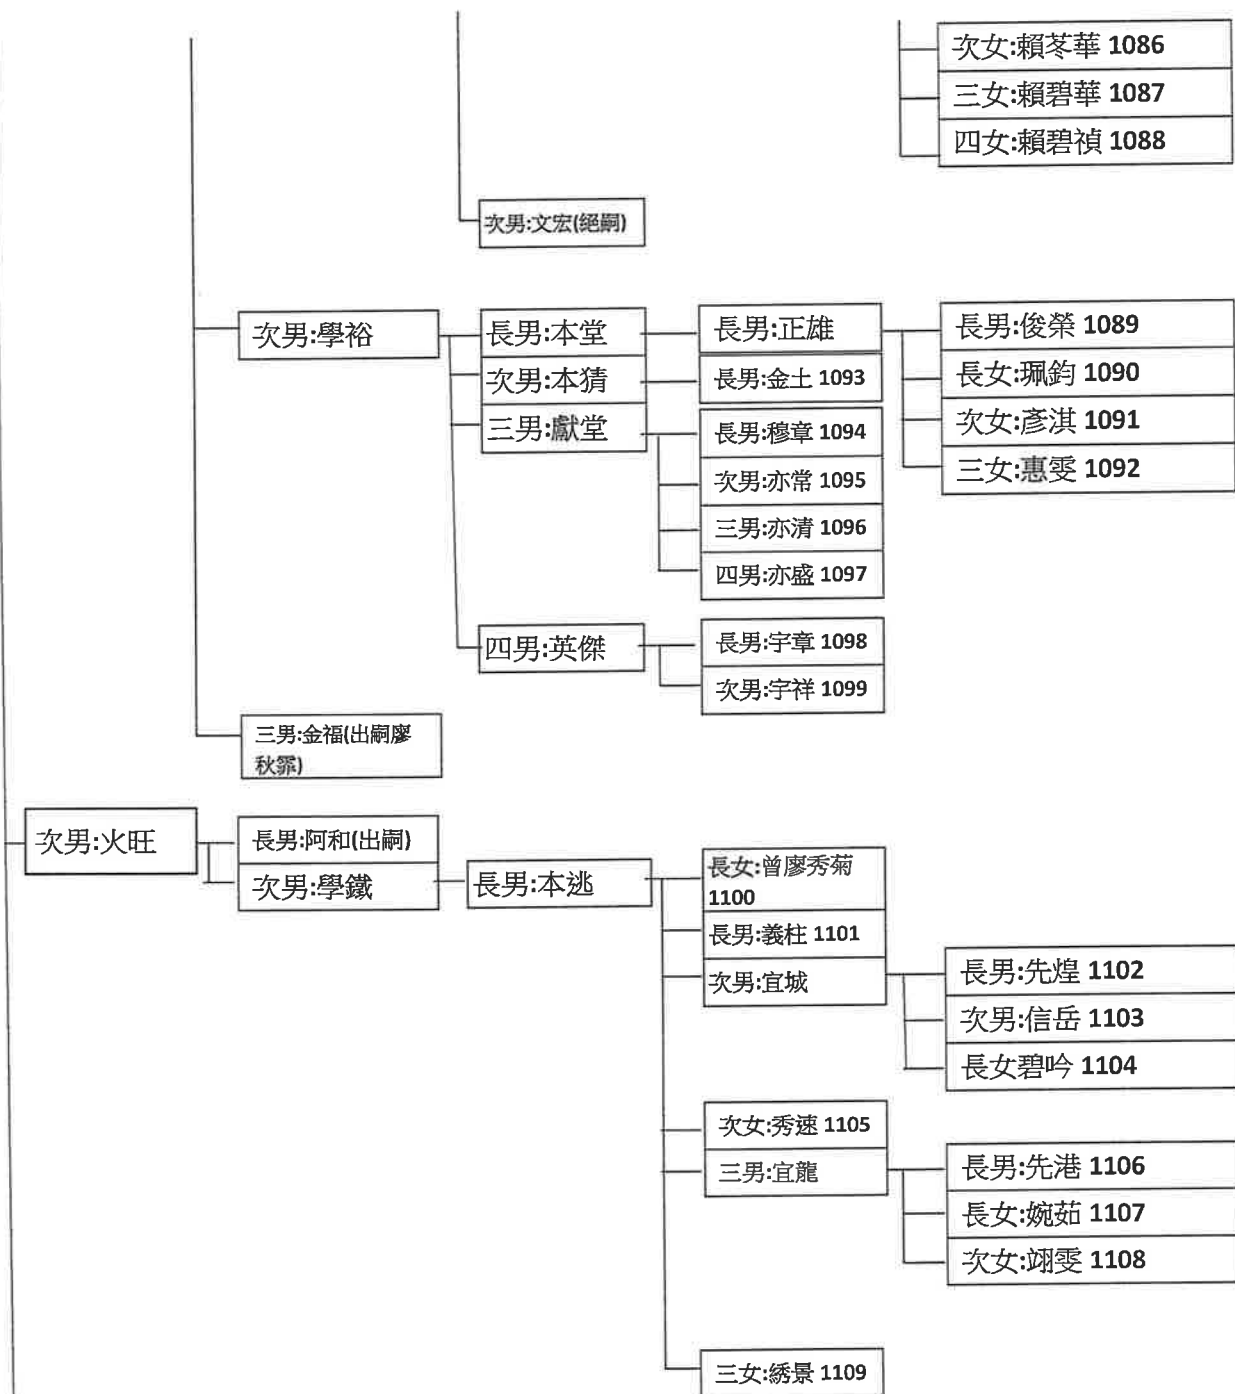 次女:賴苳華 1086
三女:賴碧華 1087
四女:賴碧禎 1088
次男:文宏(絕嗣)
次男:學裕
長男:本堂
長男:正雄
長男:俊榮 1089
長女:珮鈞 1090
次女:彥淇 1091
三女:惠雯 1092
次男:本猜
長男:金土 1093
三男:獻堂
長男:穆章 1094
次男:亦常 1095
三男:亦清 1096
四男:亦盛 1097
四男:英傑
長男:宇章 1098
次男:宇祥 1099
三男:金福(出嗣廖
秋霏)
次男:火旺
長男:阿和(出嗣)
次男:學鐵
長男:本逃
長女:曾廖秀菊
1100
長男:義柱 1101
次男:宜城
長男:先煌 1102
次男:信岳 1103
長女碧吟 1104
次女:秀速 1105
三男:宜龍
長男:先港 1106
長女:婉茹 1107
次女:翊雯 1108
三女:綉景 1109